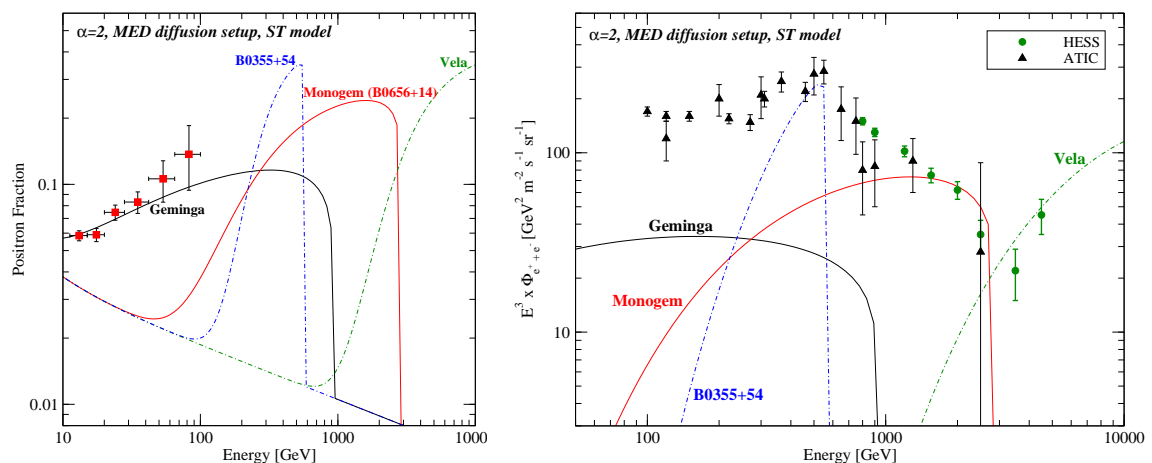 α=2, MED diffusion setup, ST model
B0355+54
Vela
Monogem (B0656+14)
Geminga
Positron Fraction
0.1
0.01
10
100
1000
10000
Energy [GeV]
α=2, MED diffusion setup, ST model
HESS
ATIC
Vela
Geminga
Monogem
B0355+54
E³ x Φ e⁺+e⁻ [GeV² m⁻² s⁻¹ sr⁻¹]
100
10
100
1000
10000
Energy [GeV]